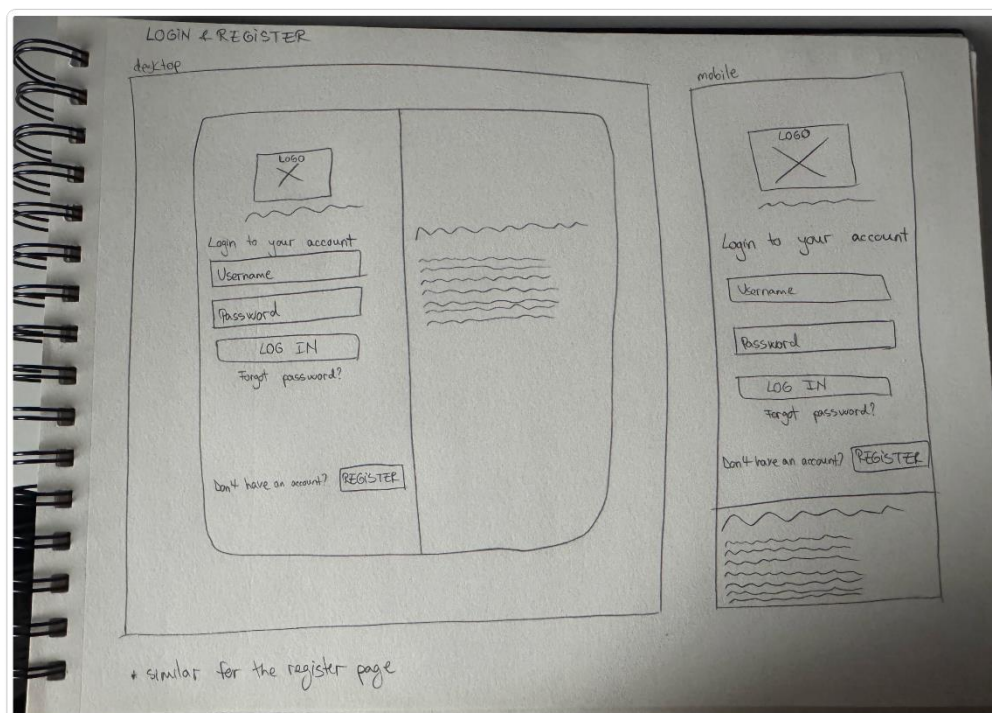 LOGIN & REGISTER
desktop
LOGO
Login to your account
Username
Password
LOG IN
Forgot password?
Don't have an account? REGISTER
mobile
LOGO
Login to your account
Username
Password
LOG IN
Forgot password?
Don't have an account? REGISTER
* similar for the register page